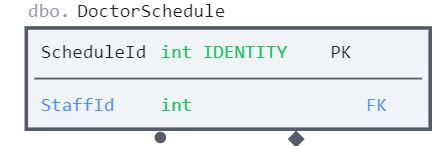 dbo. DoctorSchedule
ScheduleId int IDENTITY PK
StaffId int FK